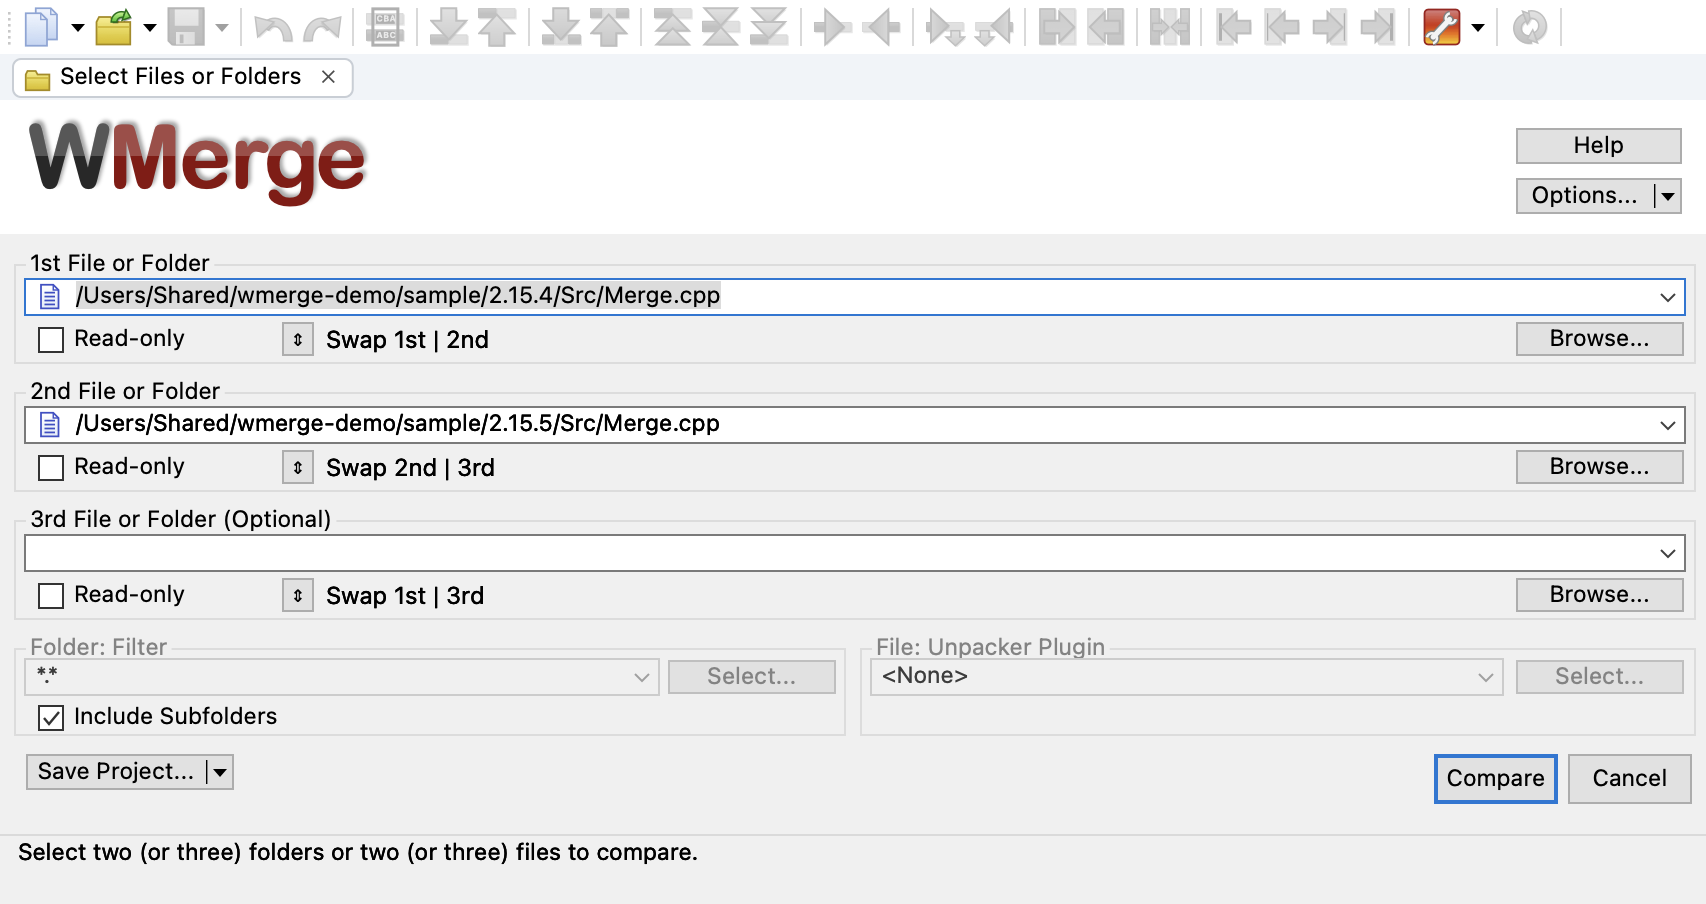 CBA
ABC
Select Files or Folders
WMerge
Help
Options...
1st File or Folder
/Users/Shared/wmerge-demo/sample/2.15.4/Src/Merge.cpp
Read-only
Swap 1st | 2nd
Browse...
2nd File or Folder
/Users/Shared/wmerge-demo/sample/2.15.5/Src/Merge.cpp
Read-only
Swap 2nd | 3rd
Browse...
3rd File or Folder (Optional)
Read-only
Swap 1st | 3rd
Browse...
Folder: Filter
*.*
Select...
Include Subfolders
File: Unpacker Plugin
<None>
Select...
Save Project...
Compare
Cancel
Select two (or three) folders or two (or three) files to compare.